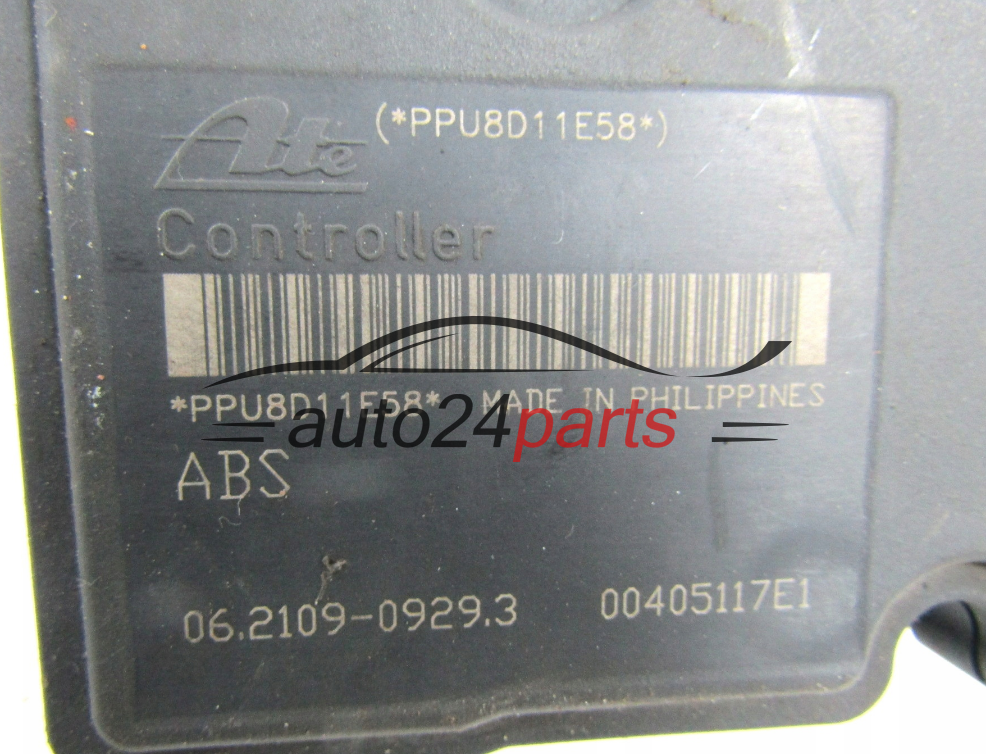 Ate (*PPU8D11E58*)
Controller
*PPU8D11E58* MADE IN PHILIPPINES
auto24parts
ABS
06.2109-0929.3 00405117E1